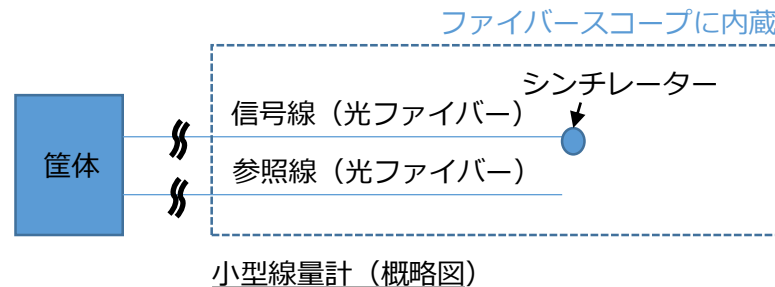 ファイバースコープに内蔵
シンチレーター
信号線（光ファイバー）
筐体
参照線（光ファイバー）
小型線量計（概略図）